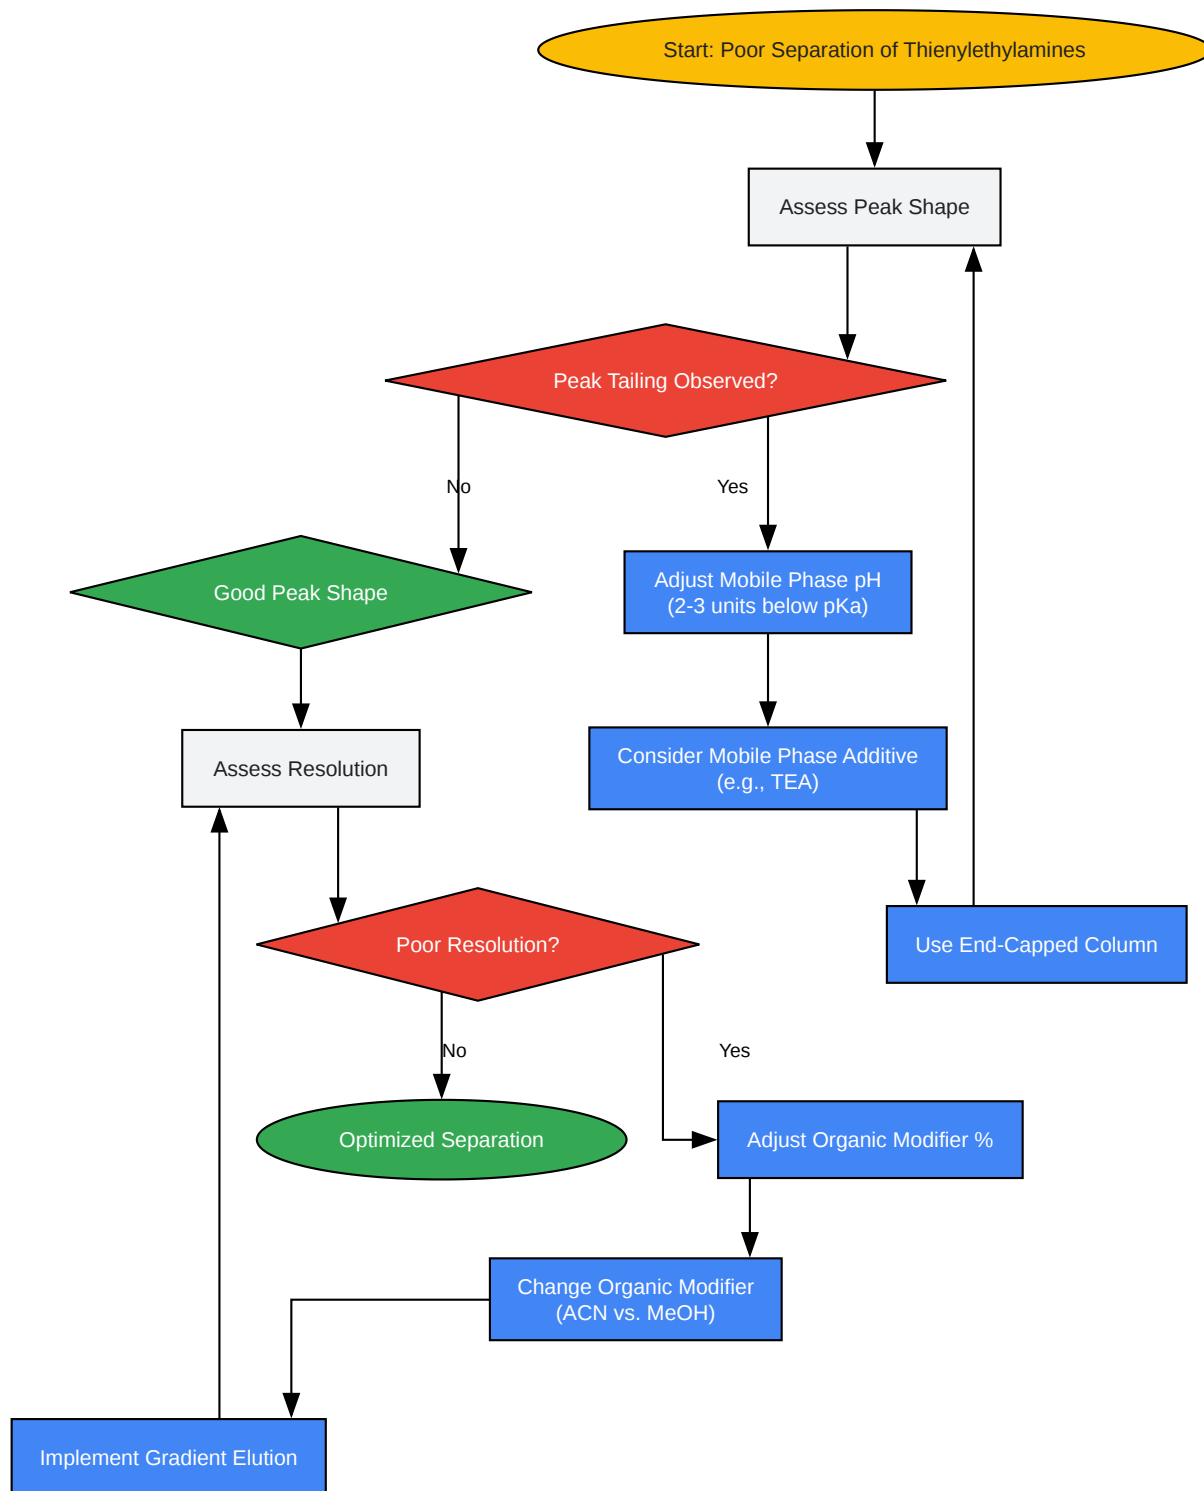 Start: Poor Separation of Thienylethylamines
Assess Peak Shape
Peak Tailing Observed?
No
Yes
Good Peak Shape
Adjust Mobile Phase pH
(2-3 units below pKa)
Assess Resolution
Consider Mobile Phase Additive
(e.g., TEA)
Poor Resolution?
Use End-Capped Column
No
Yes
Optimized Separation
Adjust Organic Modifier %
Change Organic Modifier
(ACN vs. MeOH)
Implement Gradient Elution